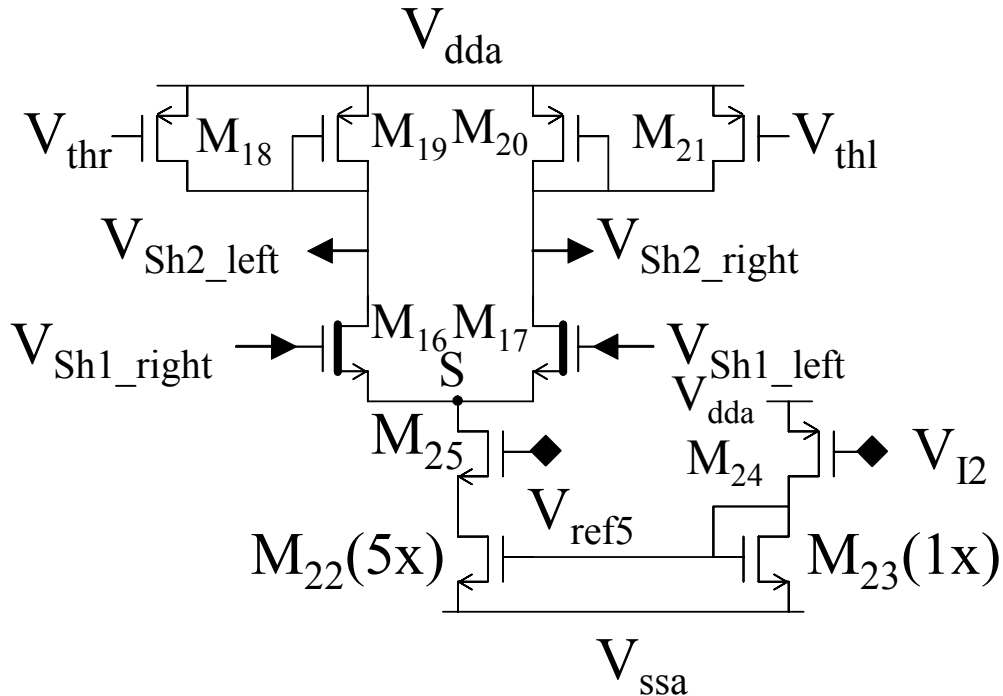 Vdda
Vthr M18 M19 M20 M21 Vthl
VSh2_left VSh2_right
VSh1_right M16 M17 VSh1_left
S
Vdda
M25 M24 VI2
Vref5
M22(5x) M23(1x)
Vssa